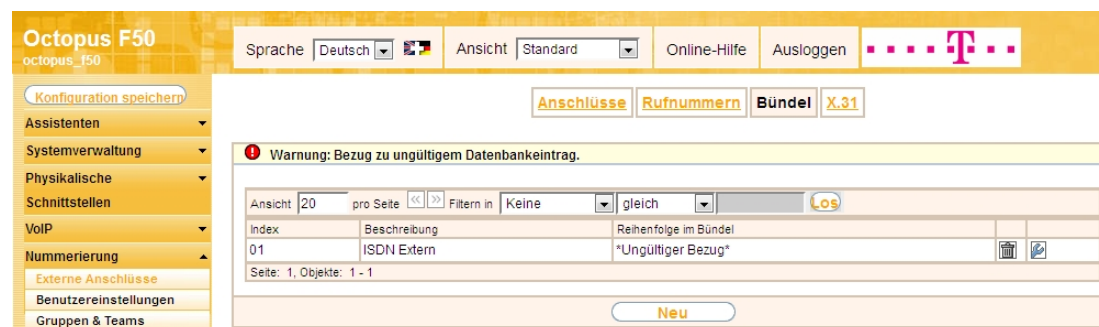 Octopus F50
octopus_f50
Sprache Deutsch Ansicht Standard Online-Hilfe Ausloggen T
Konfiguration speichern
Assistenten
Systemverwaltung
Physikalische
Schnittstellen
VoIP
Nummerierung
Externe Anschlüsse
Benutzereinstellungen
Gruppen & Teams
Anschlüsse Rufnummern Bündel X.31
Warnung: Bezug zu ungültigem Datenbankeintrag.
Ansicht 20 pro Seite << >> Filtern in Keine gleich Los
Index Beschreibung Reihenfolge im Bündel
01 ISDN Extern *Ungültiger Bezug*
Seite: 1, Objekte: 1 - 1
Neu